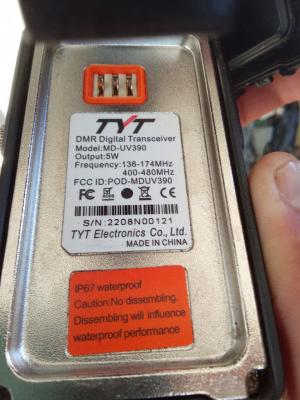 TYT
DMR Digital Transceiver
Model:MD-UV390
Output:5W
Frequency:136-174MHz
400-480MHz
FCC ID:POD-MDUV390
S/N:2208N00121
TYT Electronics Co., Ltd.
MADE IN CHINA
IP67 waterproof
Caution:No dissembling.
Dissembling will influence
waterproof performance